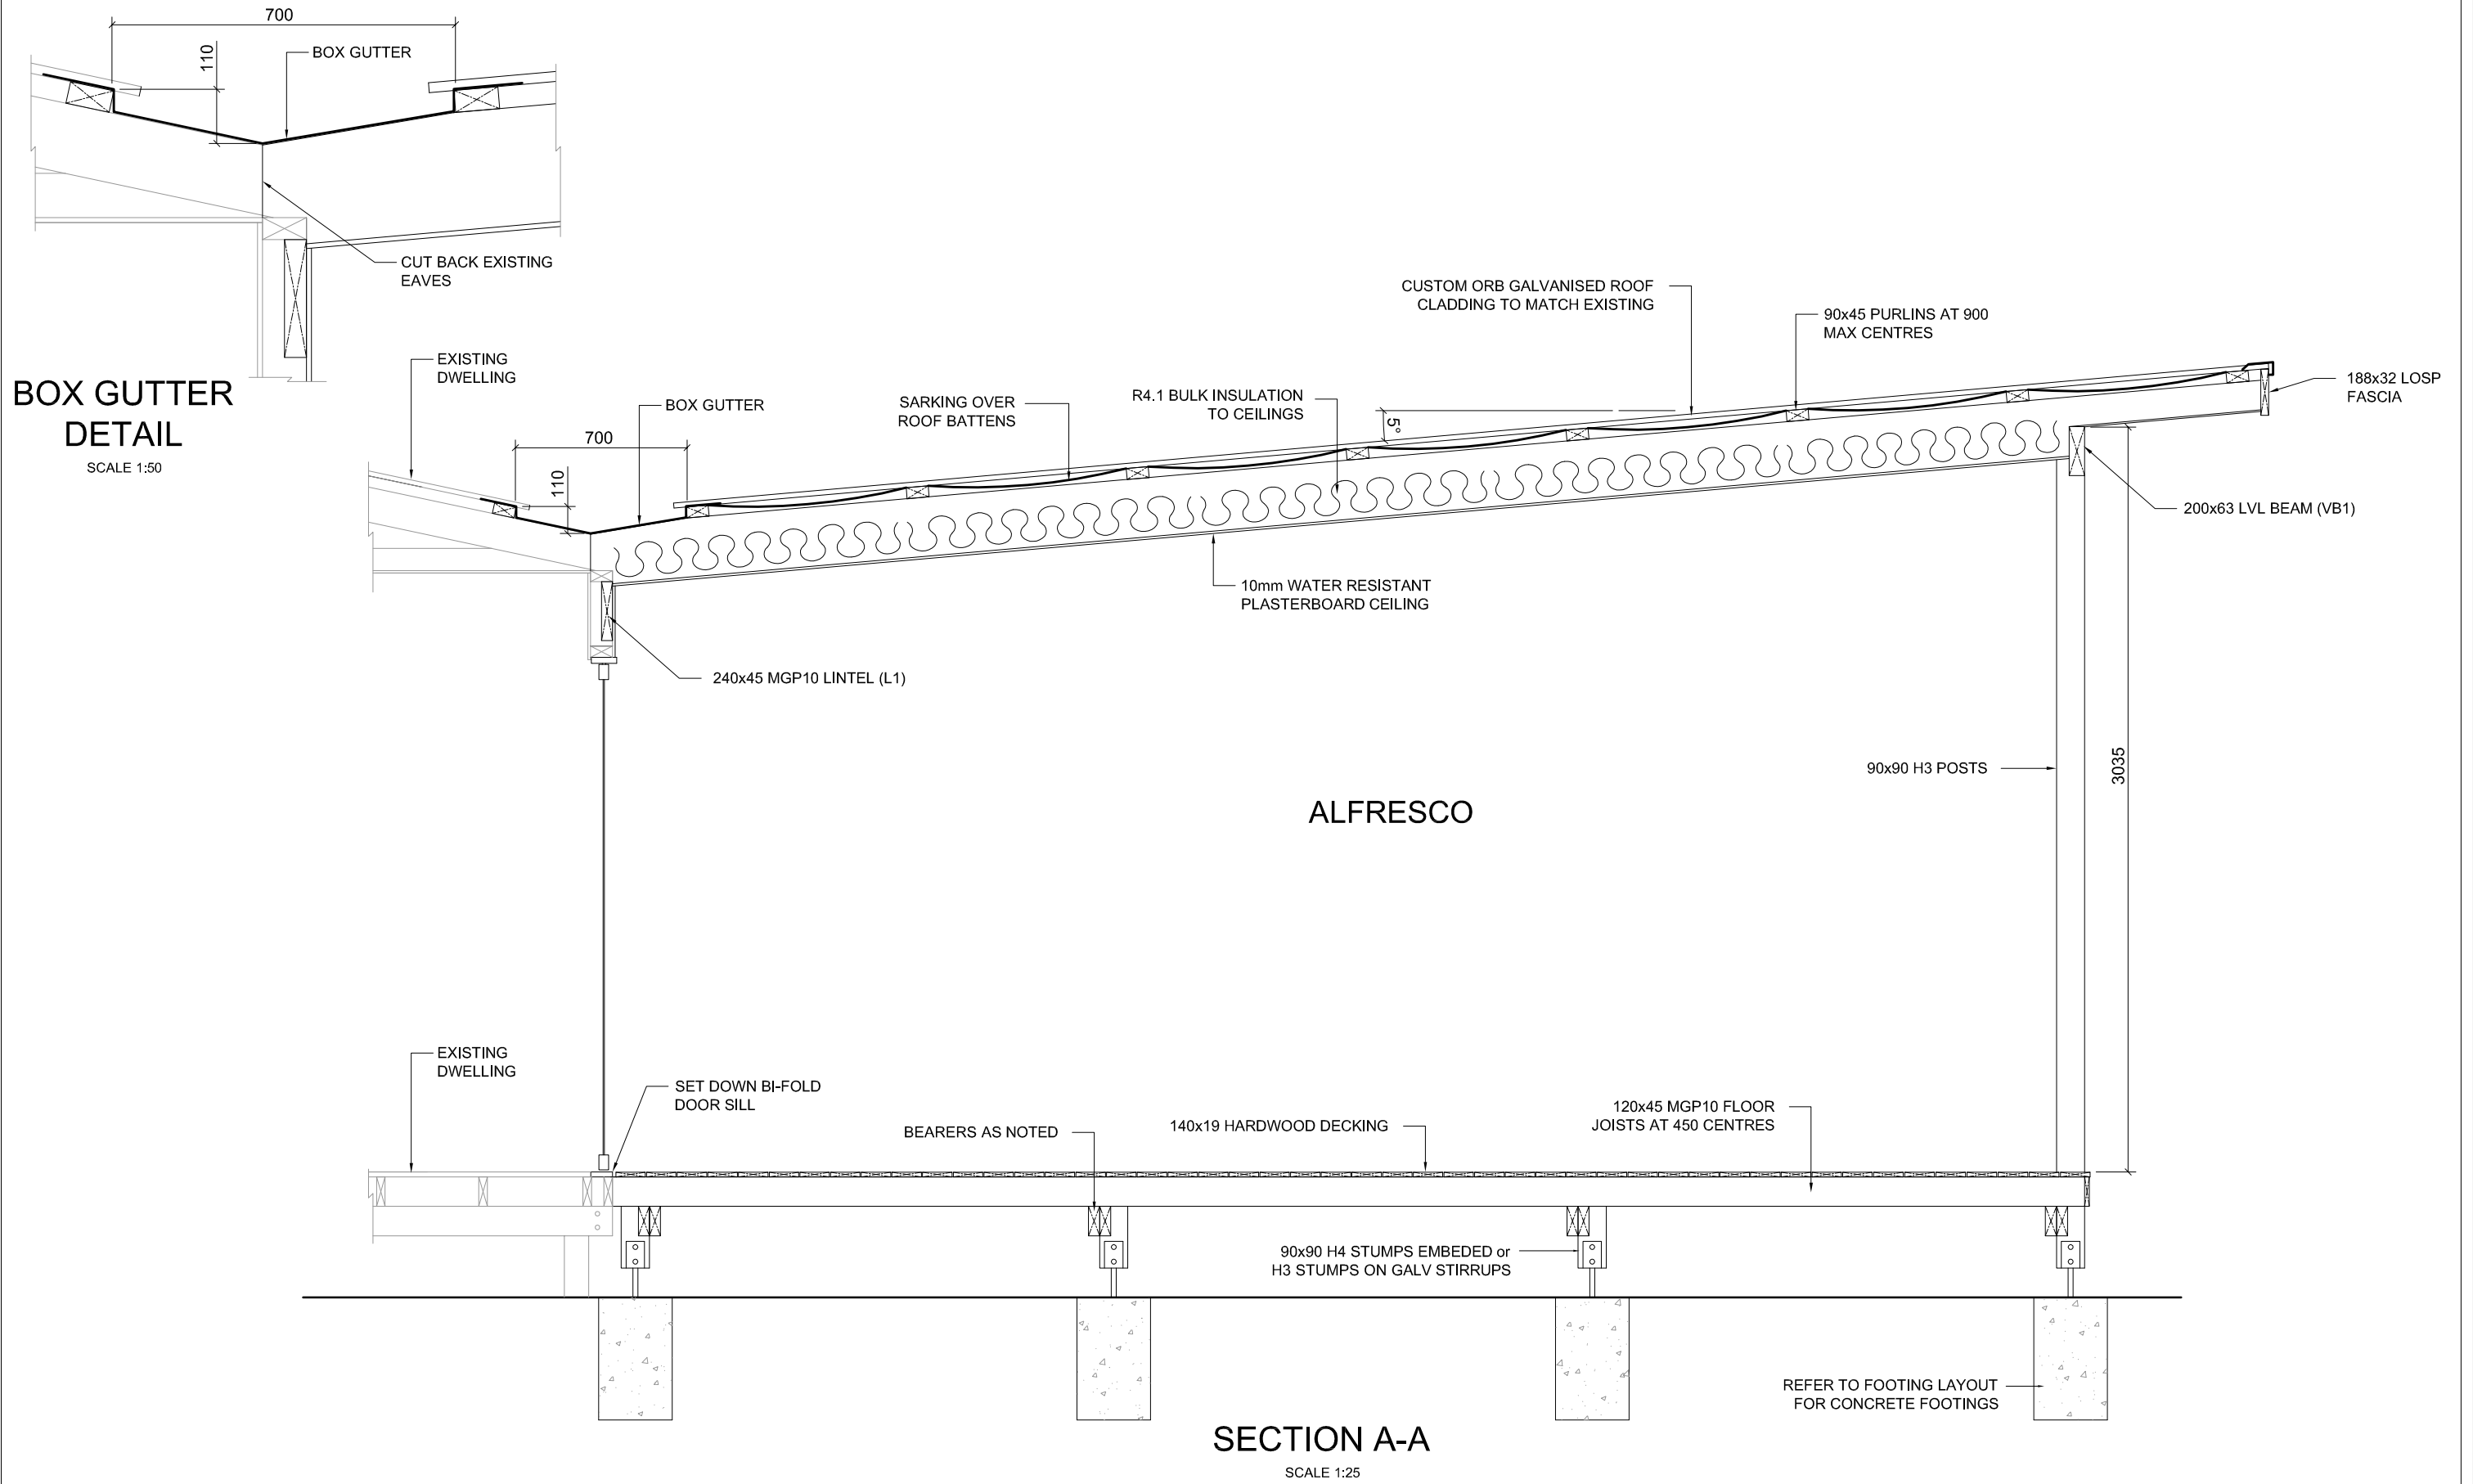 700
110
BOX GUTTER
CUT BACK EXISTING
EAVES
BOX GUTTER
DETAIL
SCALE 1:50
EXISTING
DWELLING
BOX GUTTER
700
110
SARKING OVER
ROOF BATTENS
R4.1 BULK INSULATION
TO CEILINGS
5°
CUSTOM ORB GALVANISED ROOF
CLADDING TO MATCH EXISTING
90x45 PURLINS AT 900
MAX CENTRES
188x32 LOSP
FASCIA
200x63 LVL BEAM (VB1)
10mm WATER RESISTANT
PLASTERBOARD CEILING
240x45 MGP10 LINTEL (L1)
90x90 H3 POSTS
3035
ALFRESCO
EXISTING
DWELLING
SET DOWN BI-FOLD
DOOR SILL
BEARERS AS NOTED
140x19 HARDWOOD DECKING
120x45 MGP10 FLOOR
JOISTS AT 450 CENTRES
90x90 H4 STUMPS EMBEDED or
H3 STUMPS ON GALV STIRRUPS
REFER TO FOOTING LAYOUT
FOR CONCRETE FOOTINGS
SECTION A-A
SCALE 1:25